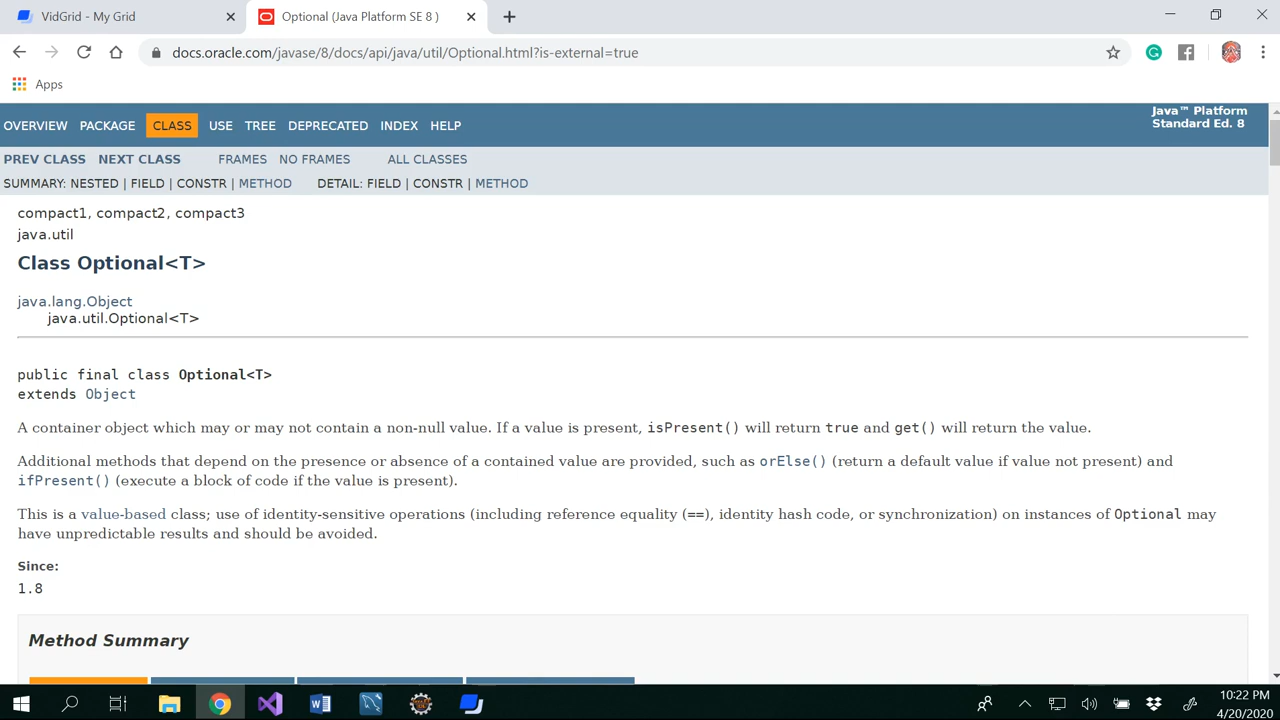 VidGrid - My Grid
Optional (Java Platform SE 8 )
docs.oracle.com/javase/8/docs/api/java/util/Optional.html?is-external=true
Apps
OVERVIEW PACKAGE CLASS USE TREE DEPRECATED INDEX HELP
Java™ Platform
Standard Ed. 8
PREV CLASS NEXT CLASS FRAMES NO FRAMES ALL CLASSES
SUMMARY: NESTED | FIELD | CONSTR | METHOD DETAIL: FIELD | CONSTR | METHOD
compact1, compact2, compact3
java.util
Class Optional<T>
java.lang.Object
java.util.Optional<T>
public final class Optional<T>
extends Object
A container object which may or may not contain a non-null value. If a value is present, isPresent() will return true and get() will return the value.
Additional methods that depend on the presence or absence of a contained value are provided, such as orElse() (return a default value if value not present) and
ifPresent() (execute a block of code if the value is present).
This is a value-based class; use of identity-sensitive operations (including reference equality (==), identity hash code, or synchronization) on instances of Optional may
have unpredictable results and should be avoided.
Since:
1.8
Method Summary
10:22 PM
4/20/2020